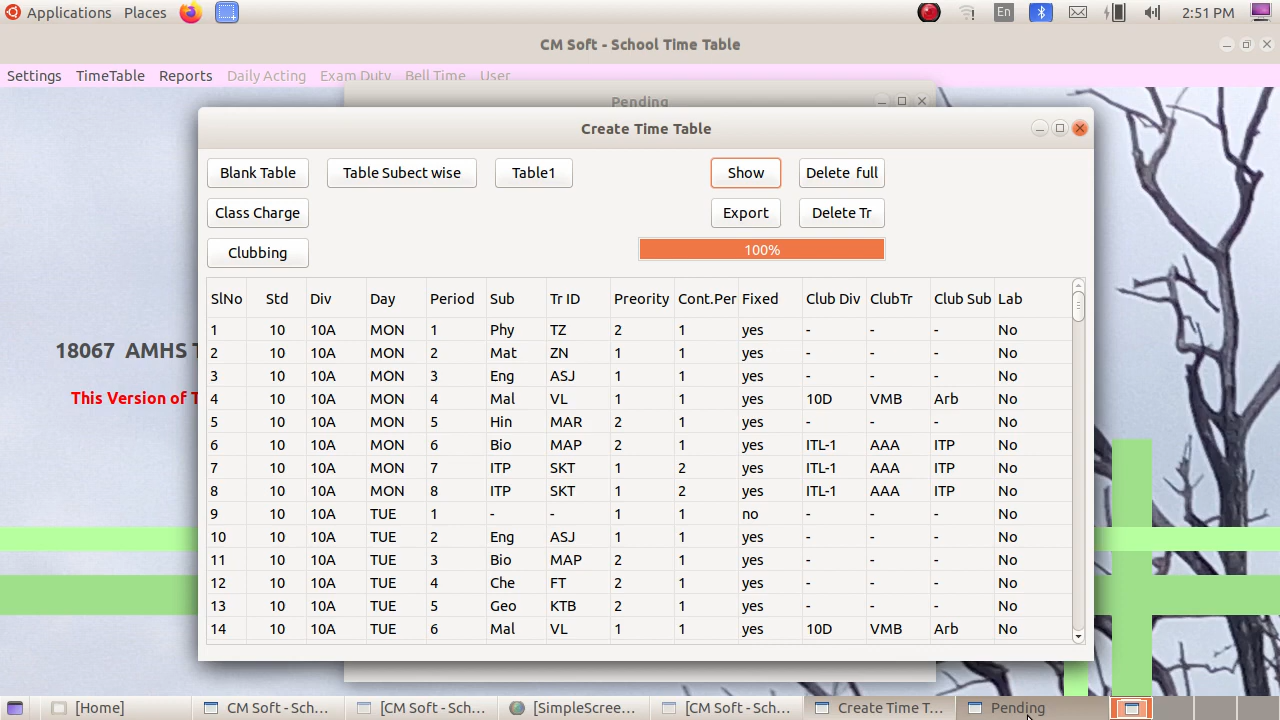 Applications Places En 2:51 PM
CM Soft - School Time Table
Settings TimeTable Reports Daily Acting Exam Duty Bell Time User
Pending
Create Time Table
Blank Table Table Subect wise Table1 Show Delete full
Class Charge Export Delete Tr
Clubbing 100%
SlNo Std Div Day Period Sub Tr ID Preority Cont.Per Fixed Club Div ClubTr Club Sub Lab
1 10 10A MON 1 Phy TZ 2 1 yes - - - No
2 10 10A MON 2 Mat ZN 1 1 yes - - - No
18067 AMHS T
3 10 10A MON 3 Eng ASJ 1 1 yes - - - No
This Version of T
4 10 10A MON 4 Mal VL 1 1 yes 10D VMB Arb No
5 10 10A MON 5 Hin MAR 2 1 yes - - - No
6 10 10A MON 6 Bio MAP 2 1 yes ITL-1 AAA ITP No
7 10 10A MON 7 ITP SKT 1 2 yes ITL-1 AAA ITP No
8 10 10A MON 8 ITP SKT 1 2 yes ITL-1 AAA ITP No
9 10 10A TUE 1 - - 1 1 no - - - No
10 10 10A TUE 2 Eng ASJ 1 1 yes - - - No
11 10 10A TUE 3 Bio MAP 2 1 yes - - - No
12 10 10A TUE 4 Che FT 2 1 yes - - - No
13 10 10A TUE 5 Geo KTB 2 1 yes - - - No
14 10 10A TUE 6 Mal VL 1 1 yes 10D VMB Arb No
[Home] CM Soft - Sch... [CM Soft - Sch... [SimpleScree... [CM Soft - Sch... Create Time T... Pending